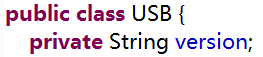 public class USB {
    private String version;